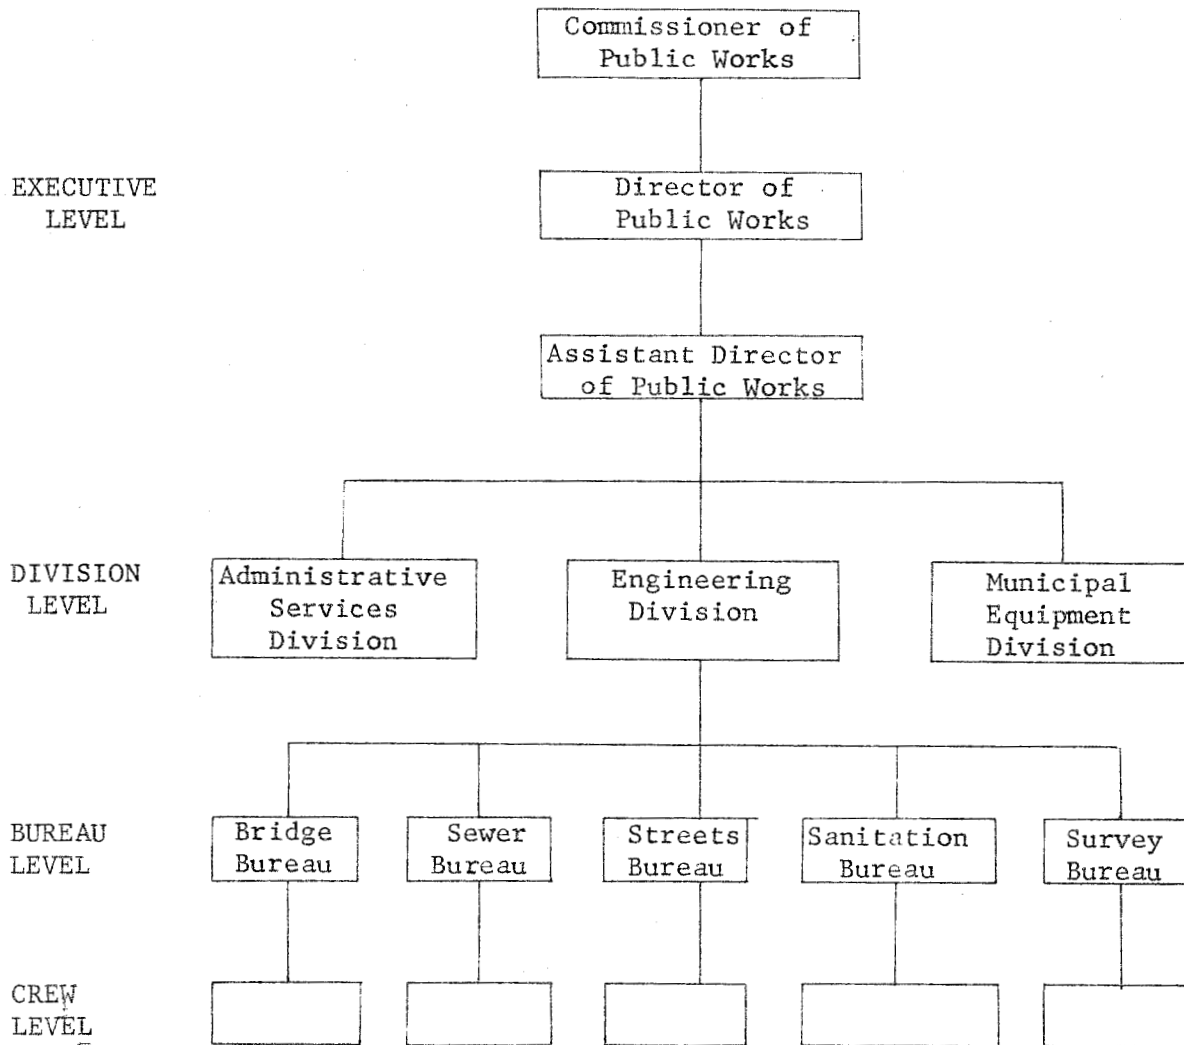 Commissioner of
Public Works
EXECUTIVE
LEVEL
Director of
Public Works
Assistant Director
of Public Works
DIVISION
LEVEL
Administrative
Services
Division
Engineering
Division
Municipal
Equipment
Division
BUREAU
LEVEL
Bridge
Bureau
Sewer
Bureau
Streets
Bureau
Sanitation
Bureau
Survey
Bureau
CREW
LEVEL